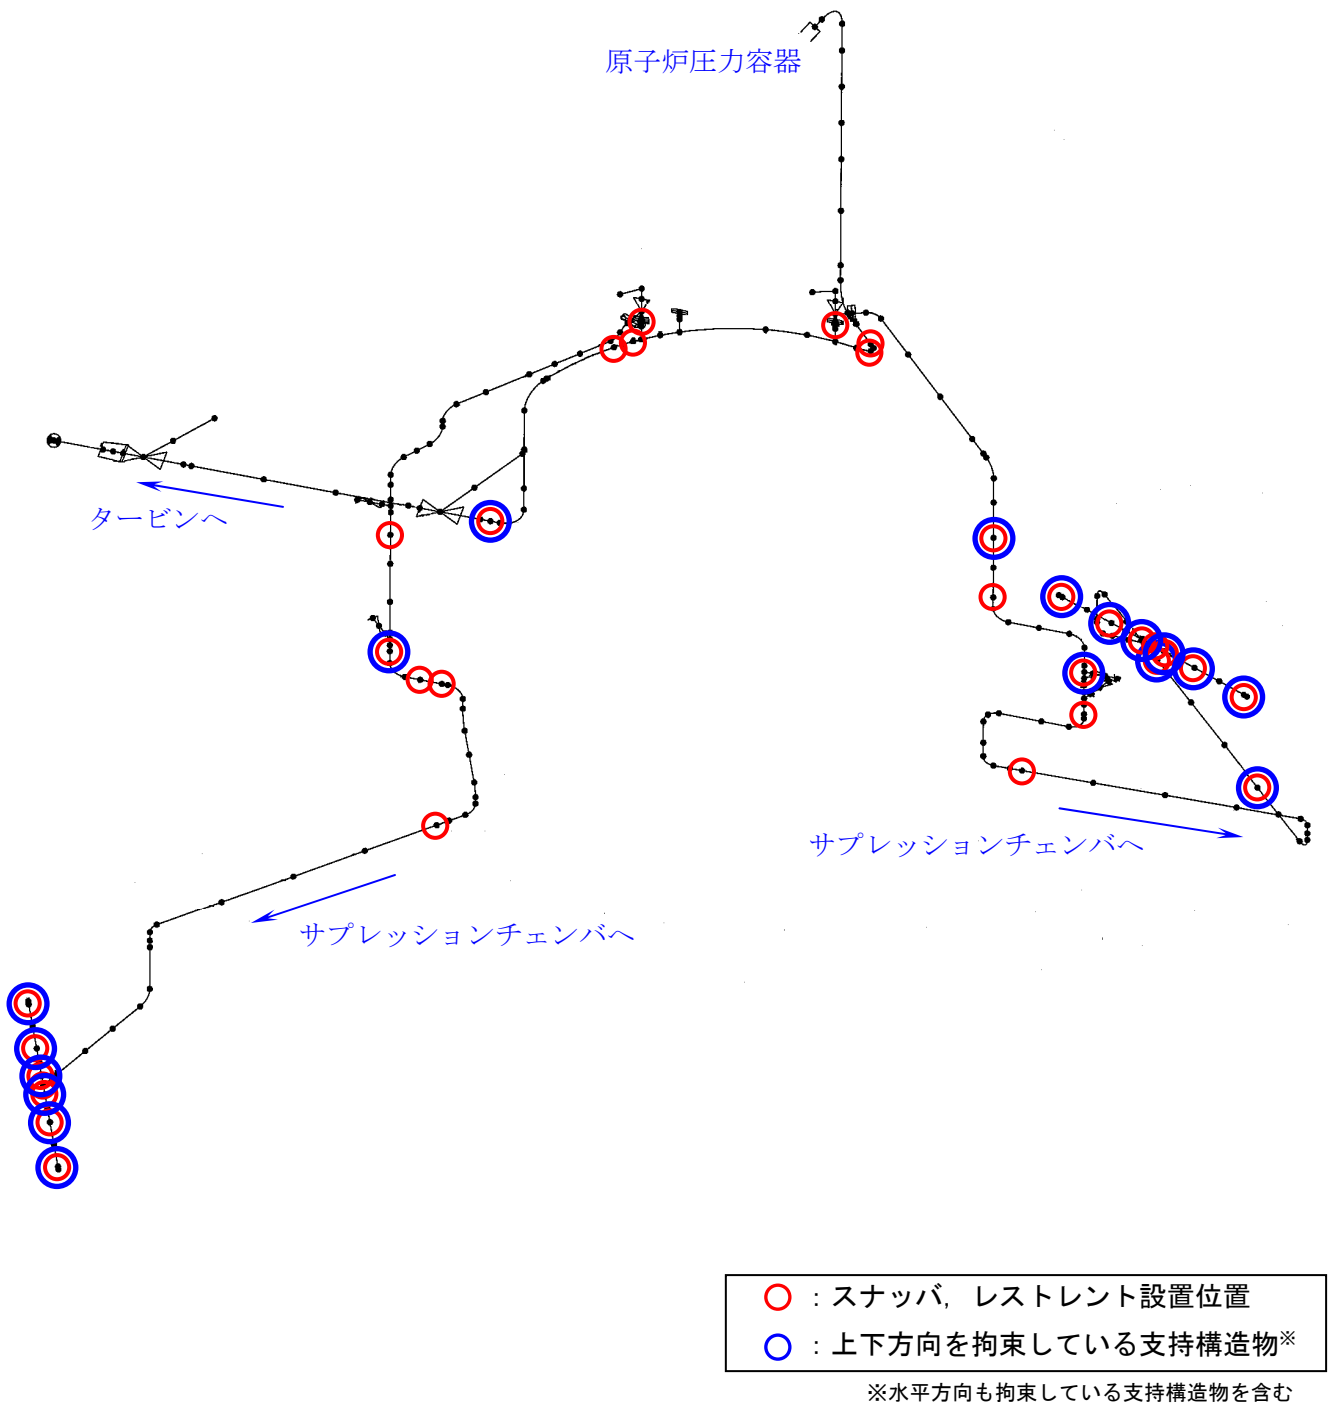 原子炉圧力容器
タービンへ
サプレッションチェンバへ
サプレッションチェンバへ
：スナッバ，レストレント設置位置
：上下方向を拘束している支持構造物※
※水平方向も拘束している支持構造物を含む